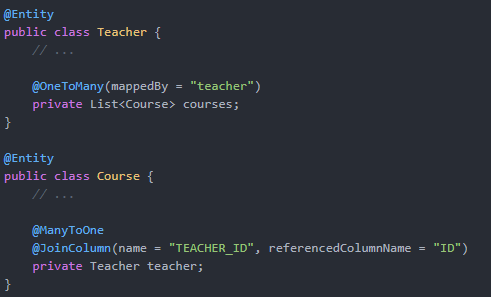 @Entity
public class Teacher {
    // ...

    @OneToMany(mappedBy = "teacher")
    private List<Course> courses;
}

@Entity
public class Course {
    // ...

    @ManyToOne
    @JoinColumn(name = "TEACHER_ID", referencedColumnName = "ID")
    private Teacher teacher;
}